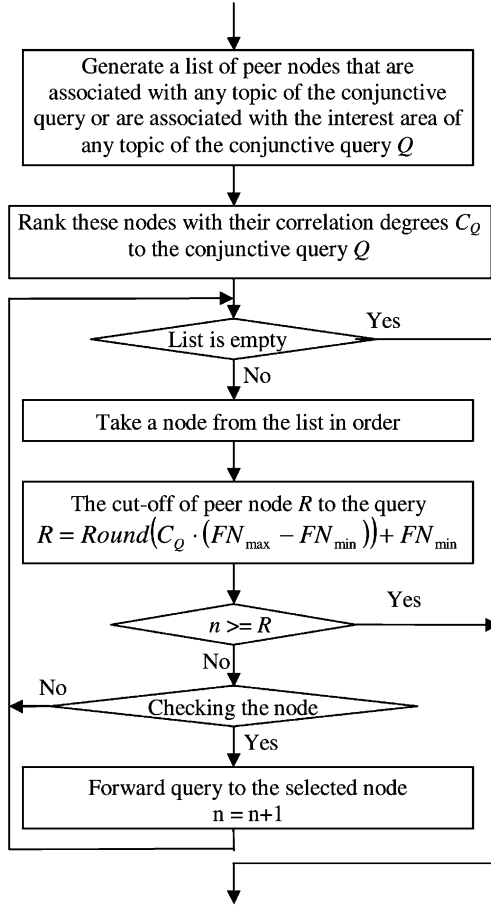 Generate a list of peer nodes that are
associated with any topic of the conjunctive
query or are associated with the interest area of
any topic of the conjunctive query Q
Rank these nodes with their correlation degrees C_Q
to the conjunctive query Q
Yes
List is empty
No
Take a node from the list in order
The cut-off of peer node R to the query
R = Round(C_Q · (FN_max − FN_min)) + FN_min
Yes
n >= R
No
No
Checking the node
Yes
Forward query to the selected node
n = n+1